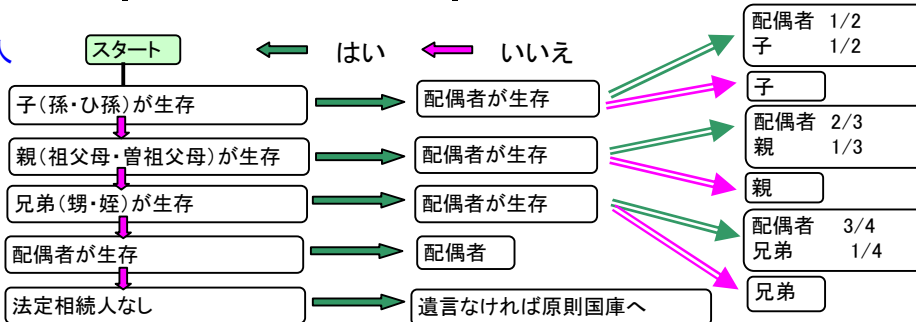 人
スタート
はい
いいえ
配偶者 1/2
子 1/2
子(孫・ひ孫)が生存
配偶者が生存
子
親(祖父母・曽祖父母)が生存
配偶者が生存
配偶者 2/3
親 1/3
親
兄弟(甥・姪)が生存
配偶者が生存
配偶者 3/4
兄弟 1/4
配偶者が生存
配偶者
兄弟
法定相続人なし
遺言なければ原則国庫へ